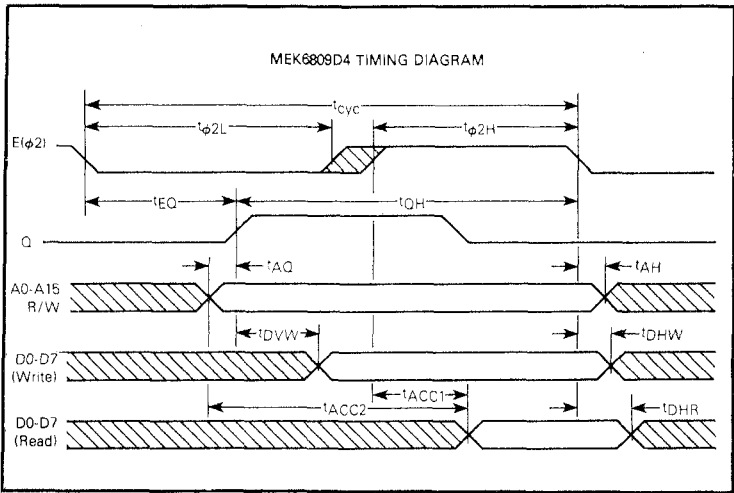 MEK6809D4 TIMING DIAGRAM
tcyc
tϕ2L
tϕ2H
E(ϕ2)
tEQ
tQH
Q
tAQ
tAH
A0-A15
R/W
tDVW
tDHW
D0-D7
(Write)
tACC1
tACC2
tDHR
D0-D7
(Read)